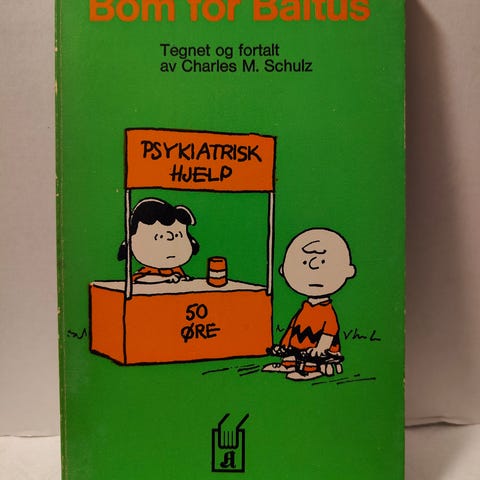 Bom for Baltus
Tegnet og fortalt
av Charles M. Schulz
PSYKIATRISK
HJELP
50
ØRE
A